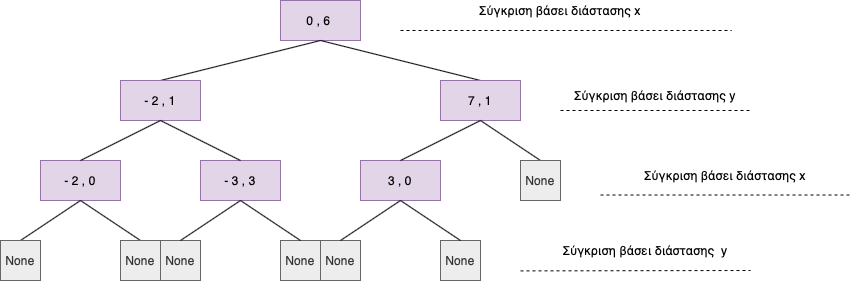 Σύγκριση βάσει διάστασης x
0 , 6
Σύγκριση βάσει διάστασης y
- 2 , 1
7 , 1
Σύγκριση βάσει διάστασης x
- 2 , 0
- 3 , 3
3 , 0
None
Σύγκριση βάσει διάστασης y
None
None
None
None
None
None